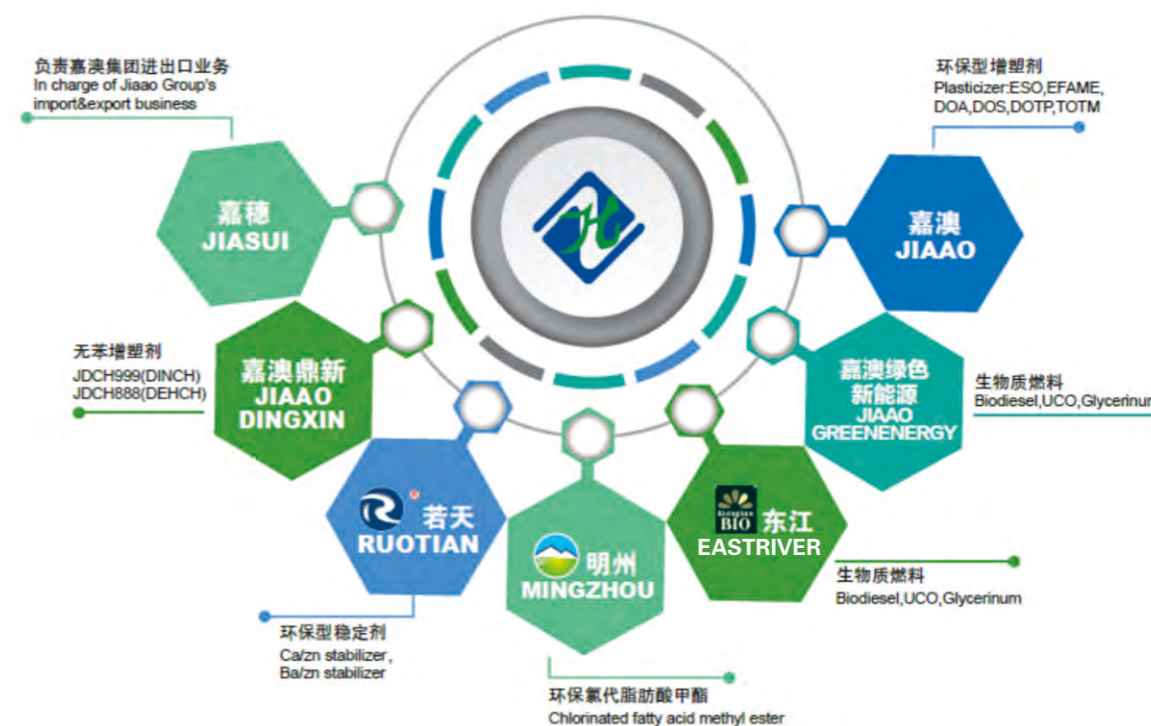 负责嘉澳集团进出口业务
In charge of Jiaao Group's
import&export business
嘉穗
JIASUI
环保型增塑剂
Plasticizer:ESO,EFAME,
DOA,DOS,DOTP,TOTM
嘉澳
JIAAO
无苯增塑剂
JDCH999(DINCH)
JDCH888(DEHCH)
嘉澳鼎新
JIAAO
DINGXIN
嘉澳绿色
新能源
JIAAO
GREENENERGY
生物质燃料
Biodiesel,UCO,Glycerinum
R
若天
RUOTIAN
环保型稳定剂
Ca/zn stabilizer,
Ba/zn stabilizer
明州
MINGZHOU
环保氯代脂肪酸甲酯
Chlorinated fatty acid methyl ester
BIO
东江
EASTRIVER
生物质燃料
Biodiesel,UCO,Glycerinum